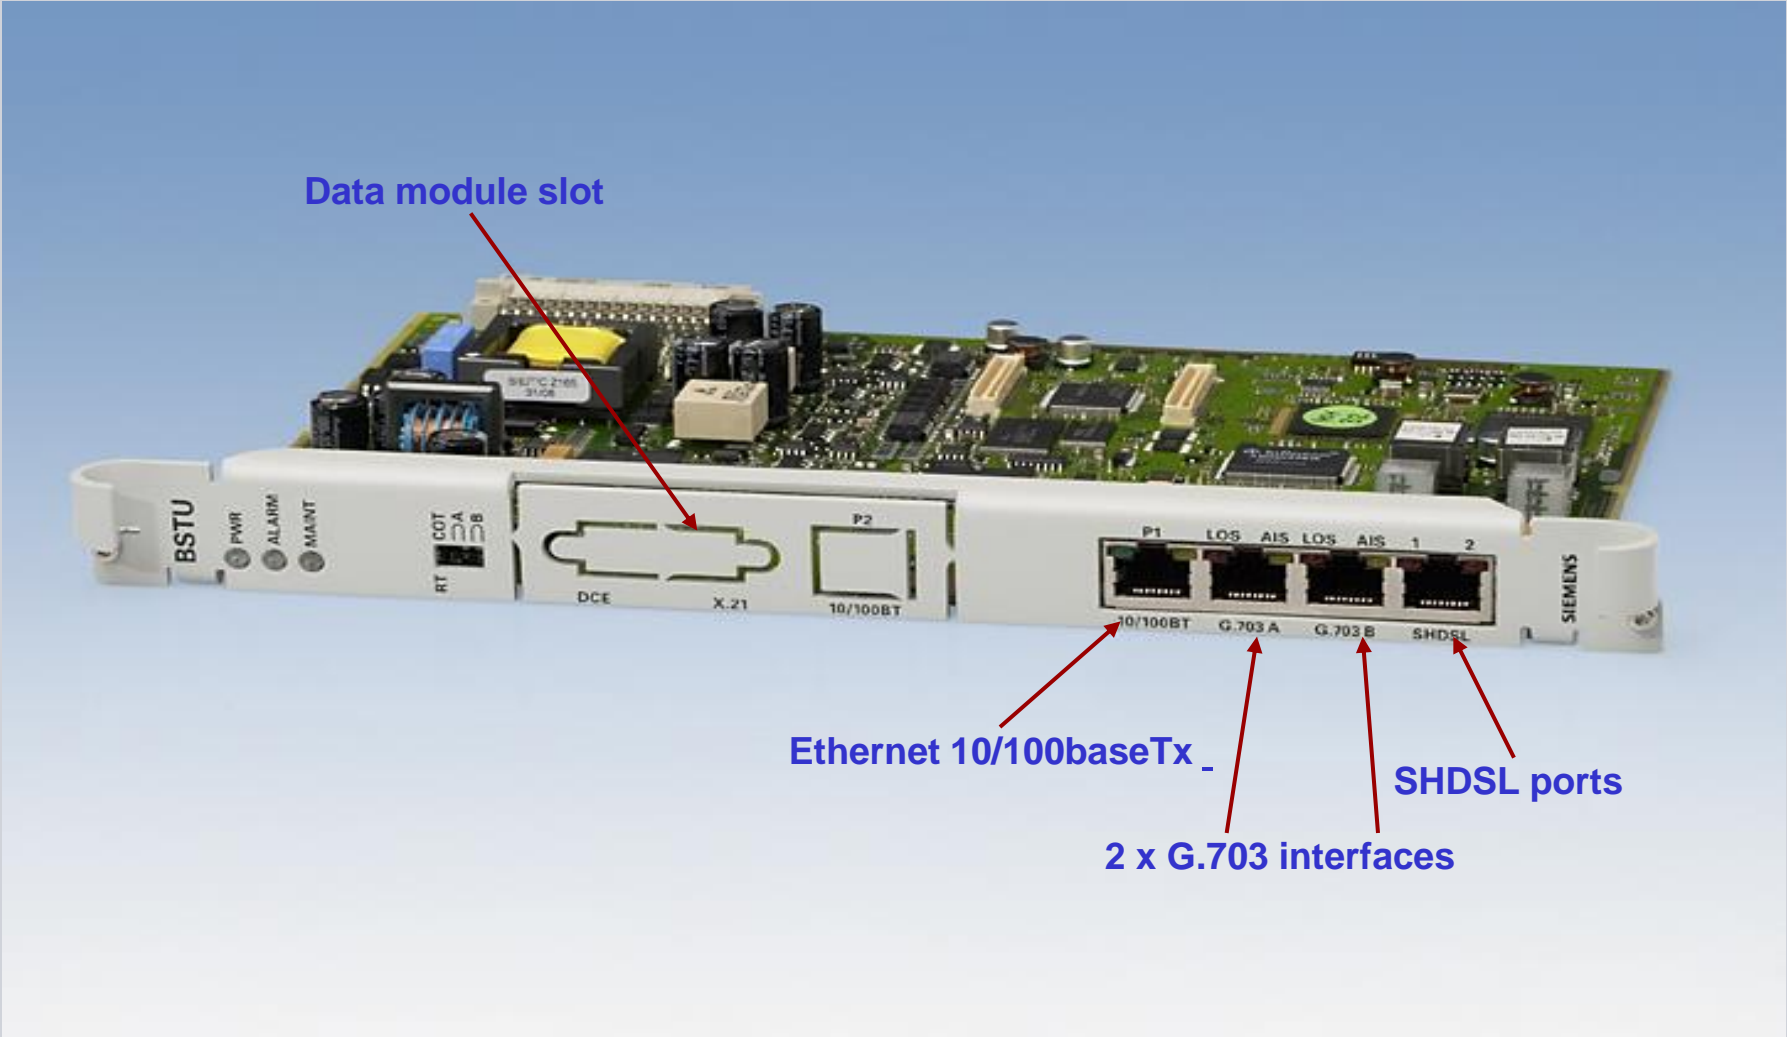 Data module slot
BSTU
PWR
ALARM
MAINT
COT
A
B
RT
P2
DCE
X.21
10/100BT
P1
LOS AIS LOS AIS 1 2
10/100BT G.703 A G.703 B SHDSL
SIEMENS
Ethernet 10/100baseTx
SHDSL ports
2 x G.703 interfaces